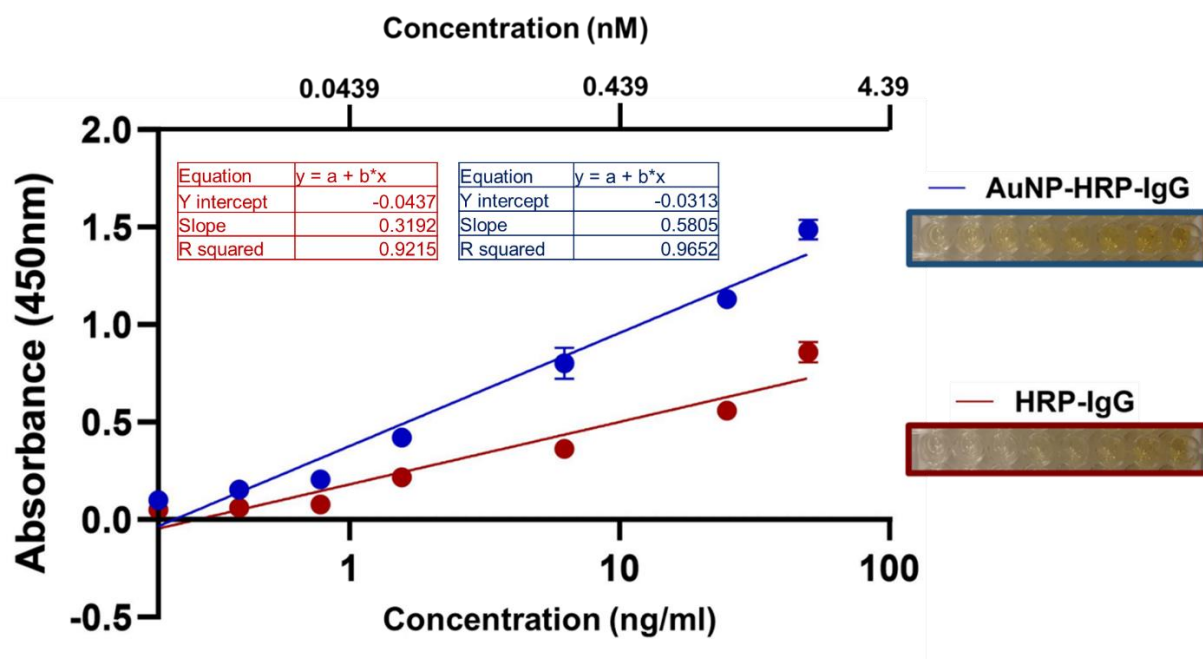 Concentration (nM)
0.0439 0.439 4.39
2.0
1.5
1.0
0.5
0.0
-0.5
Absorbance (450nm)
Equation y = a + b*x
Y intercept -0.0437
Slope 0.3192
R squared 0.9215
Equation y = a + b*x
Y intercept -0.0313
Slope 0.5805
R squared 0.9652
AuNP-HRP-IgG
HRP-IgG
1 10 100
Concentration (ng/ml)